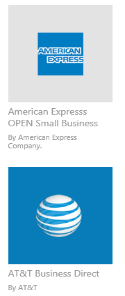 AMERICAN
EXPRESS
American Expresss
OPEN Small Business
By American Express
Company.
AT&T Business Direct
By AT&T